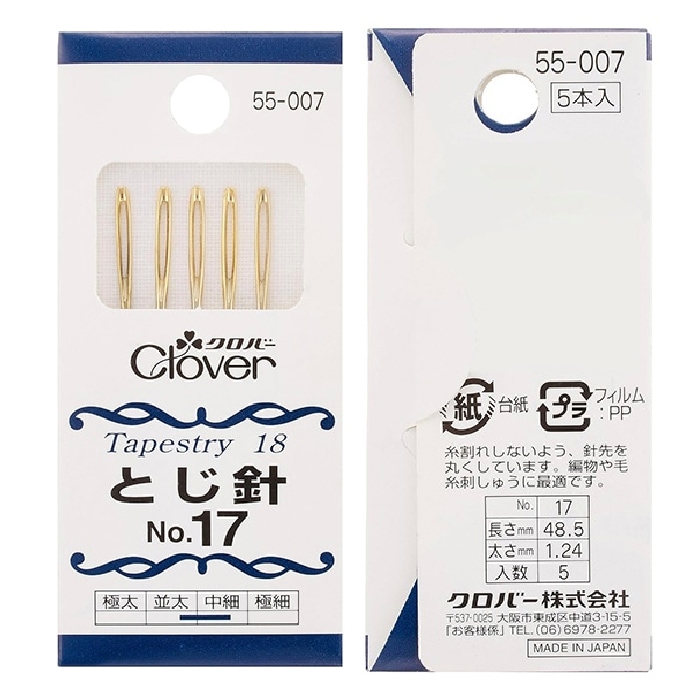 55-007
クロバー
Clover
Tapestry 18
とじ針
No.17
極太 並太 中細 極細
55-007
5本入
紙 台紙
プラ フィルム
:PP
糸割れしないよう、針先を
丸くしています。編物や毛
糸刺しゅうに最適です。
No. 17
長さmm 48.5
太さmm 1.24
入数 5
クロバー株式会社
〒537-0025 大阪市東成区中道3-15-5
「お客様係」TEL.(06)6978-2277
MADE IN JAPAN